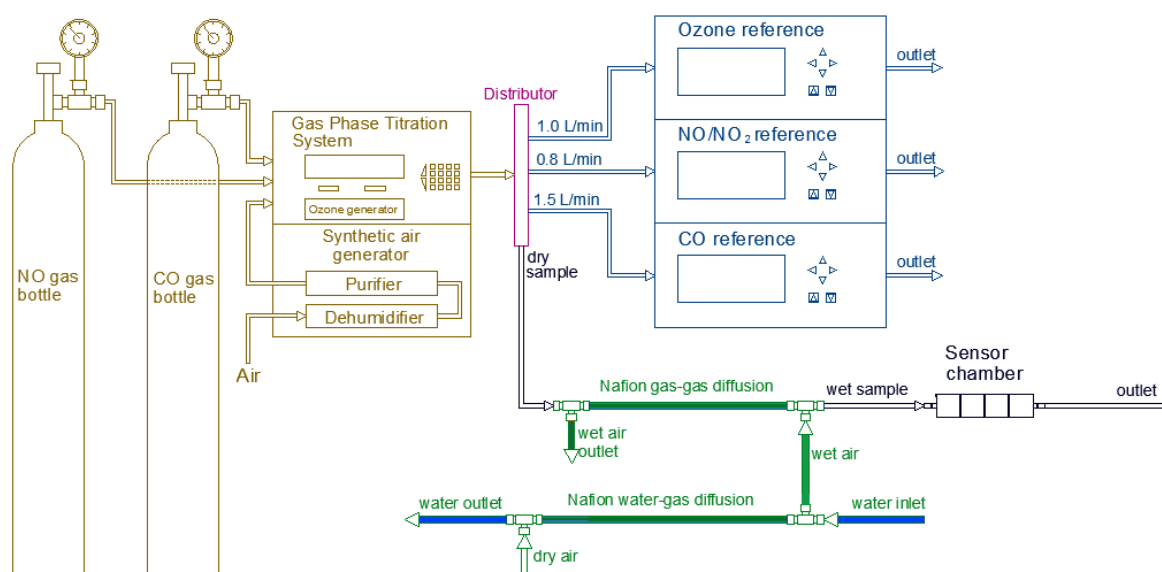 Ozone reference
outlet
Distributor
1.0 L/min
Gas Phase Titration
System
NO/NO₂ reference
outlet
0.8 L/min
Ozone generator
1.5 L/min
Synthetic air
generator
CO reference
outlet
dry
sample
NO gas
bottle
CO gas
bottle
Purifier
Dehumidifier
Air
Sensor
chamber
Nafion gas-gas diffusion
wet sample
outlet
wet air
outlet
wet air
water outlet
Nafion water-gas diffusion
water inlet
dry air